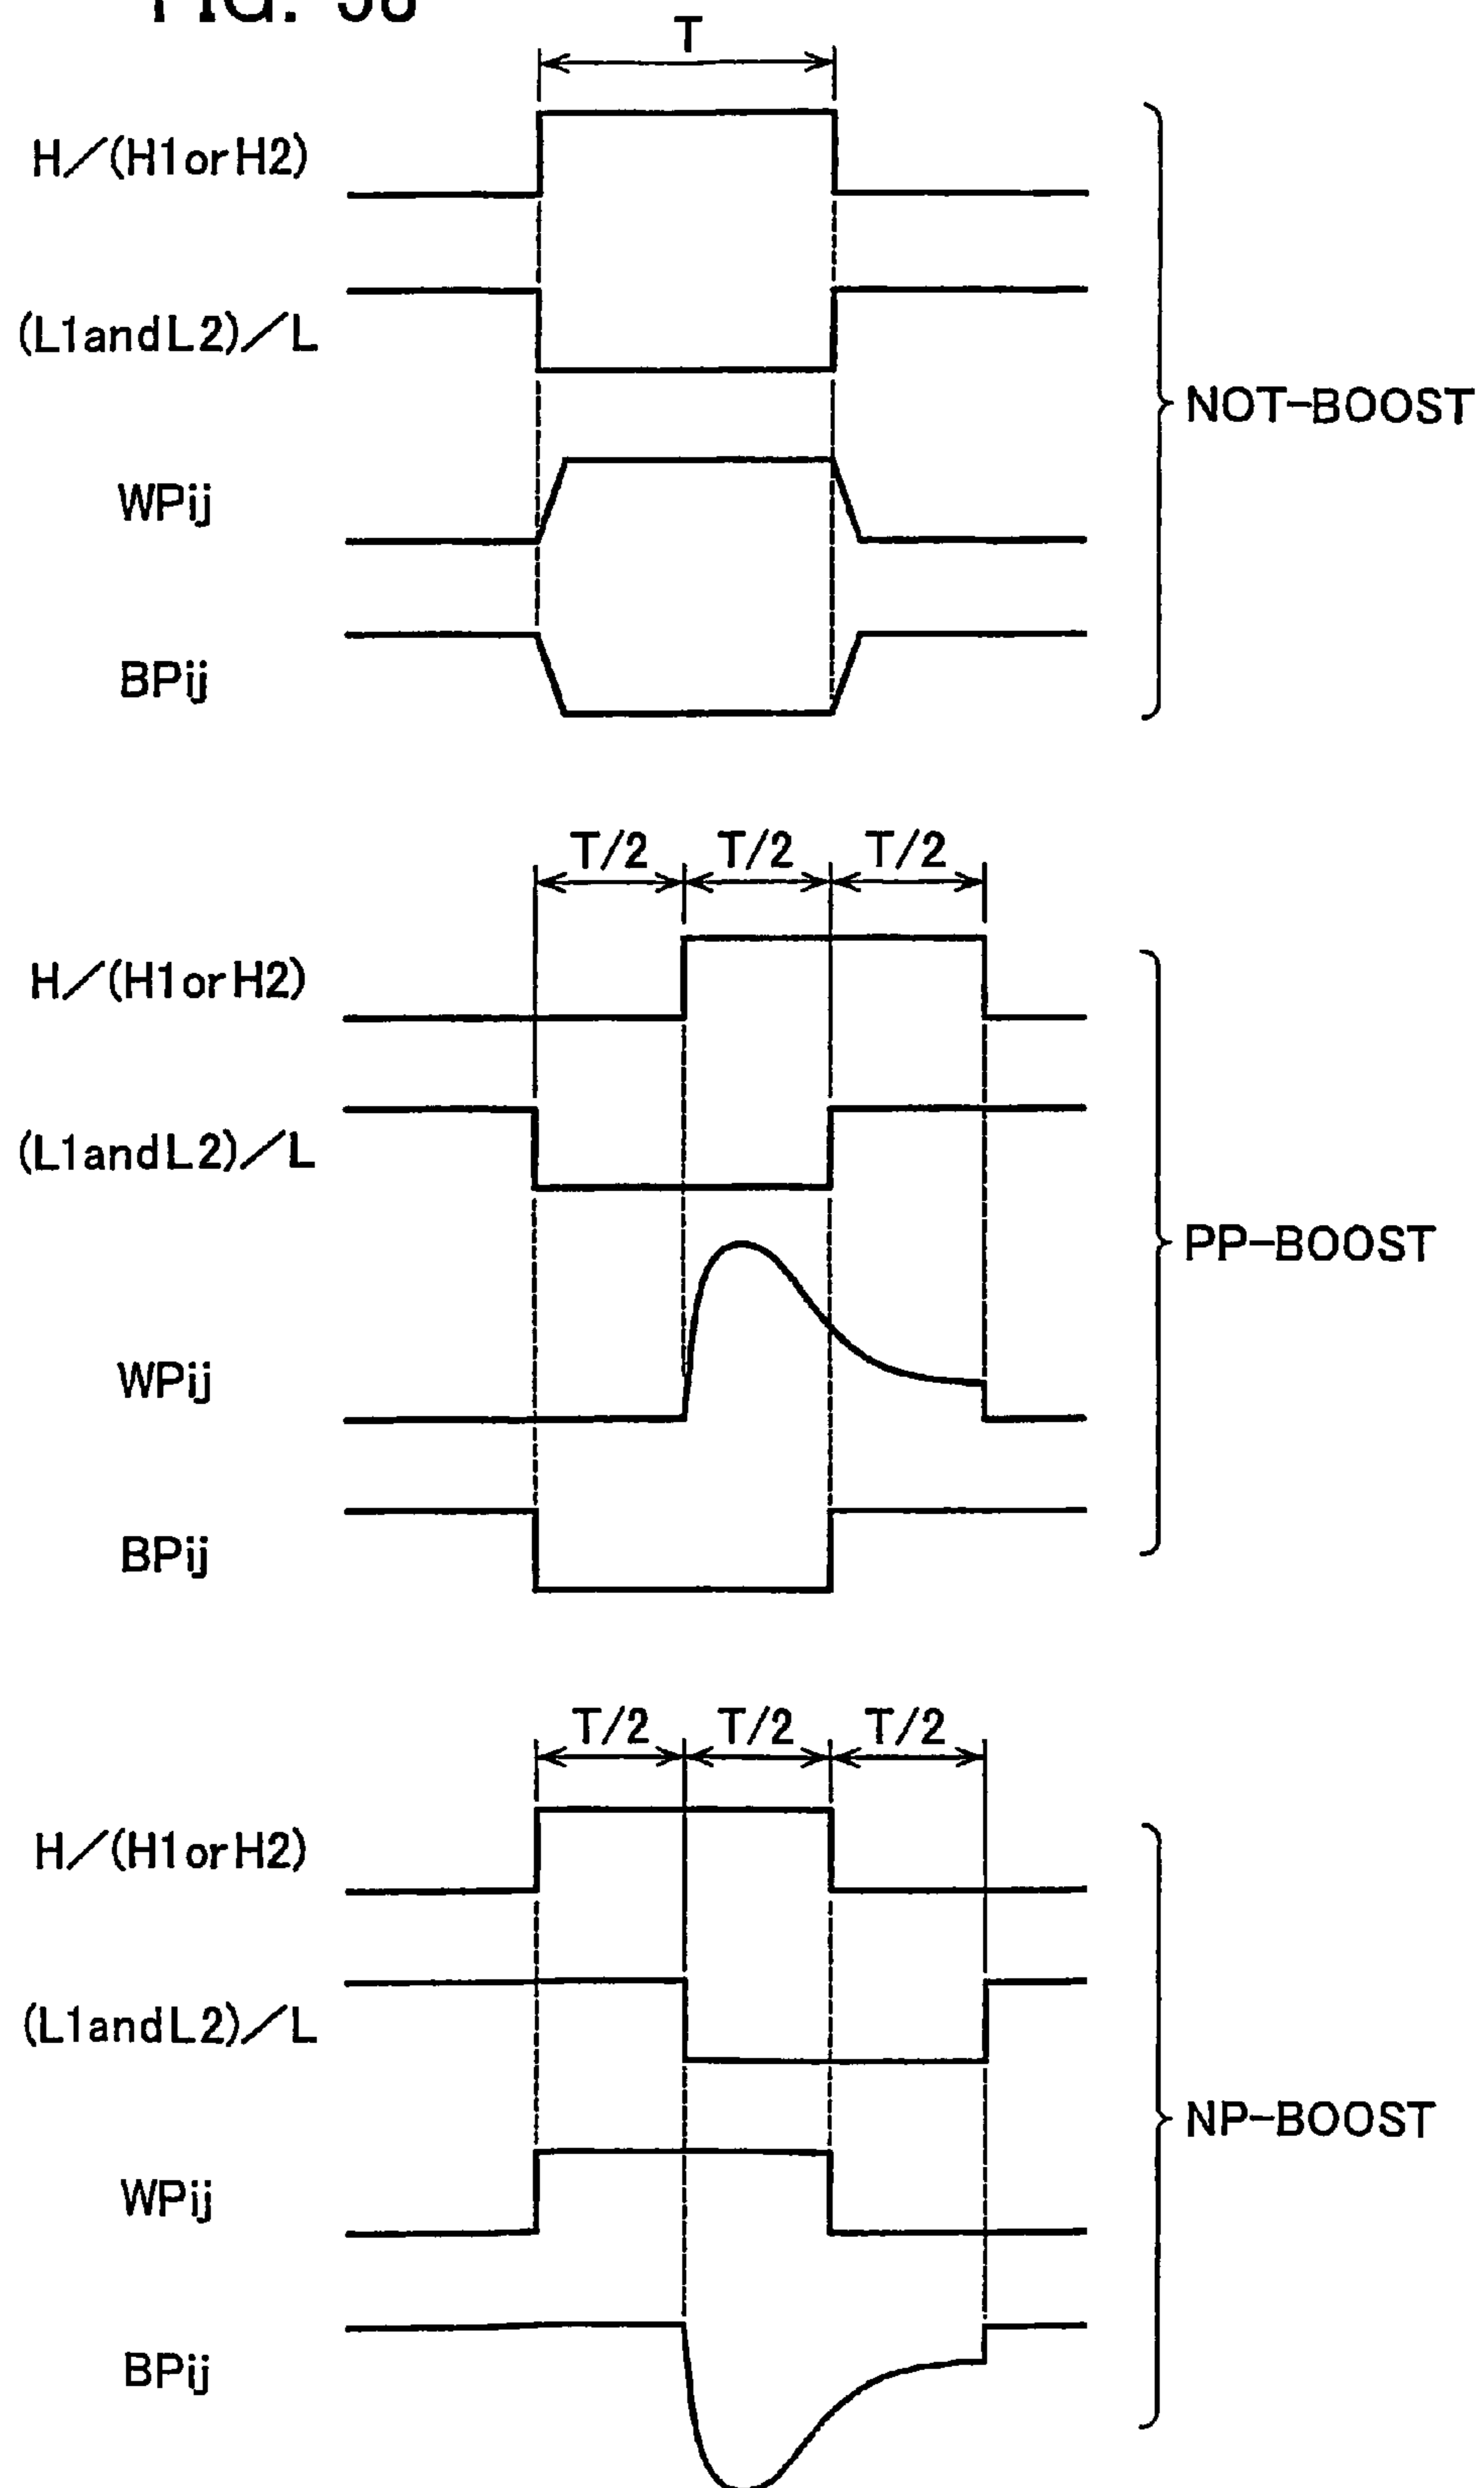 FIG.
T
H/(H1orH2)
(L1andL2)/L
WPij
BPij
NOT-BOOST
T/2 T/2 T/2
H/(H1orH2)
(L1andL2)/L
WPij
BPij
PP-BOOST
T/2 T/2 T/2
H/(H1orH2)
(L1andL2)/L
WPij
BPij
NP-BOOST